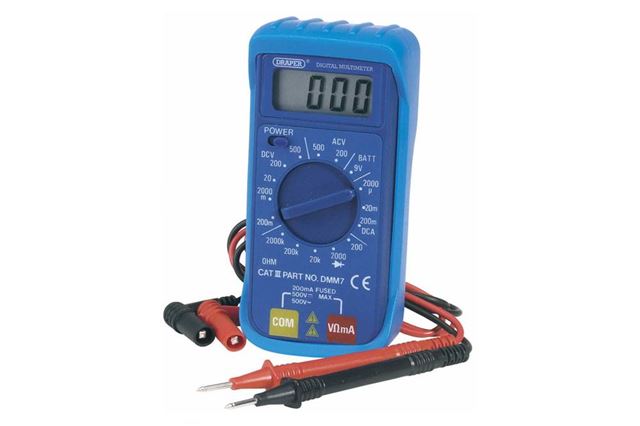 DRAPER DIGITAL MULTIMETER
000
POWER
ACV
DCV 500 500 200 BATT
200 9V
20 2000
2000 µ
m 20m
200m 200m
DCA
2000k 200
200k 20k 2000
OHM
CAT III PART NO. DMM7 CE
200mA FUSED
500V⎓ MAX
500V~
COM VΩmA